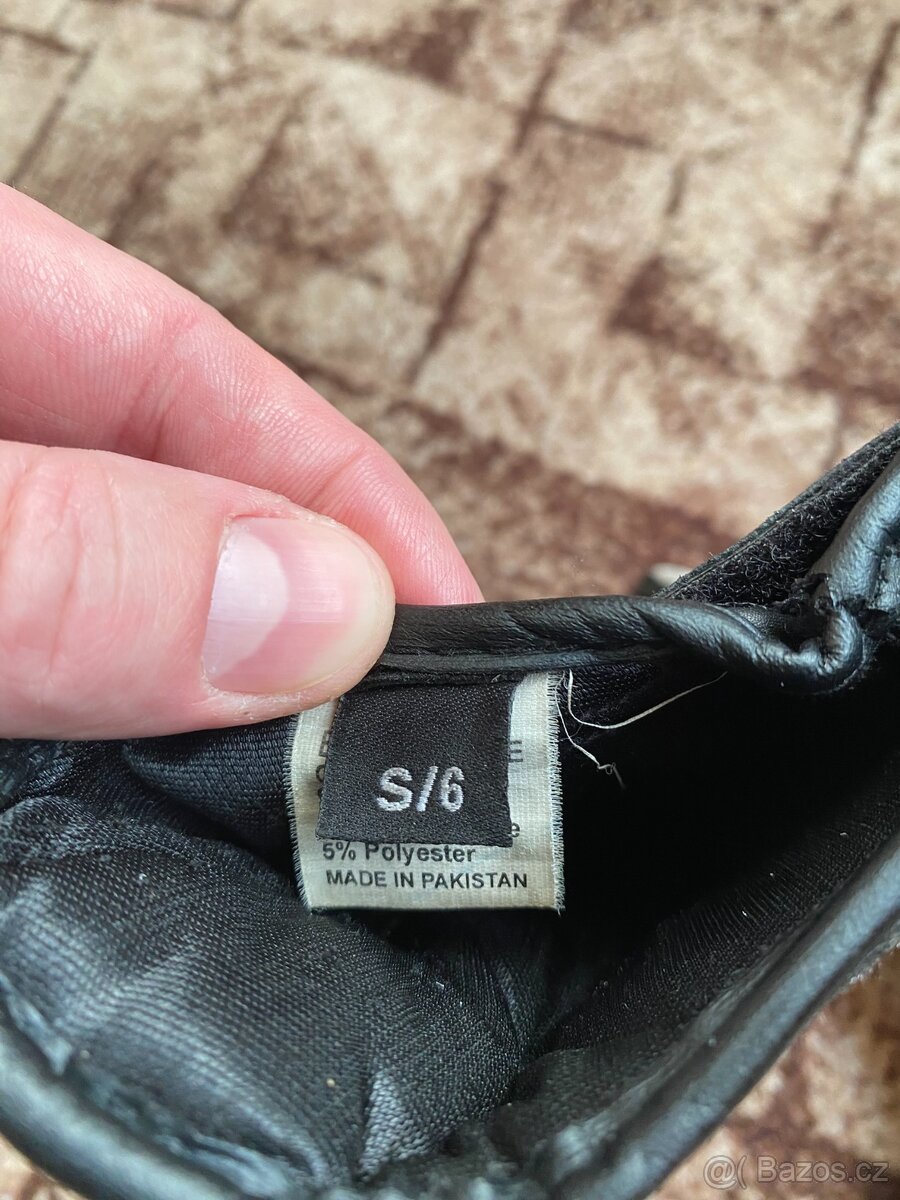 S/6
5% Polyester
MADE IN PAKISTAN
@( Bazos.cz